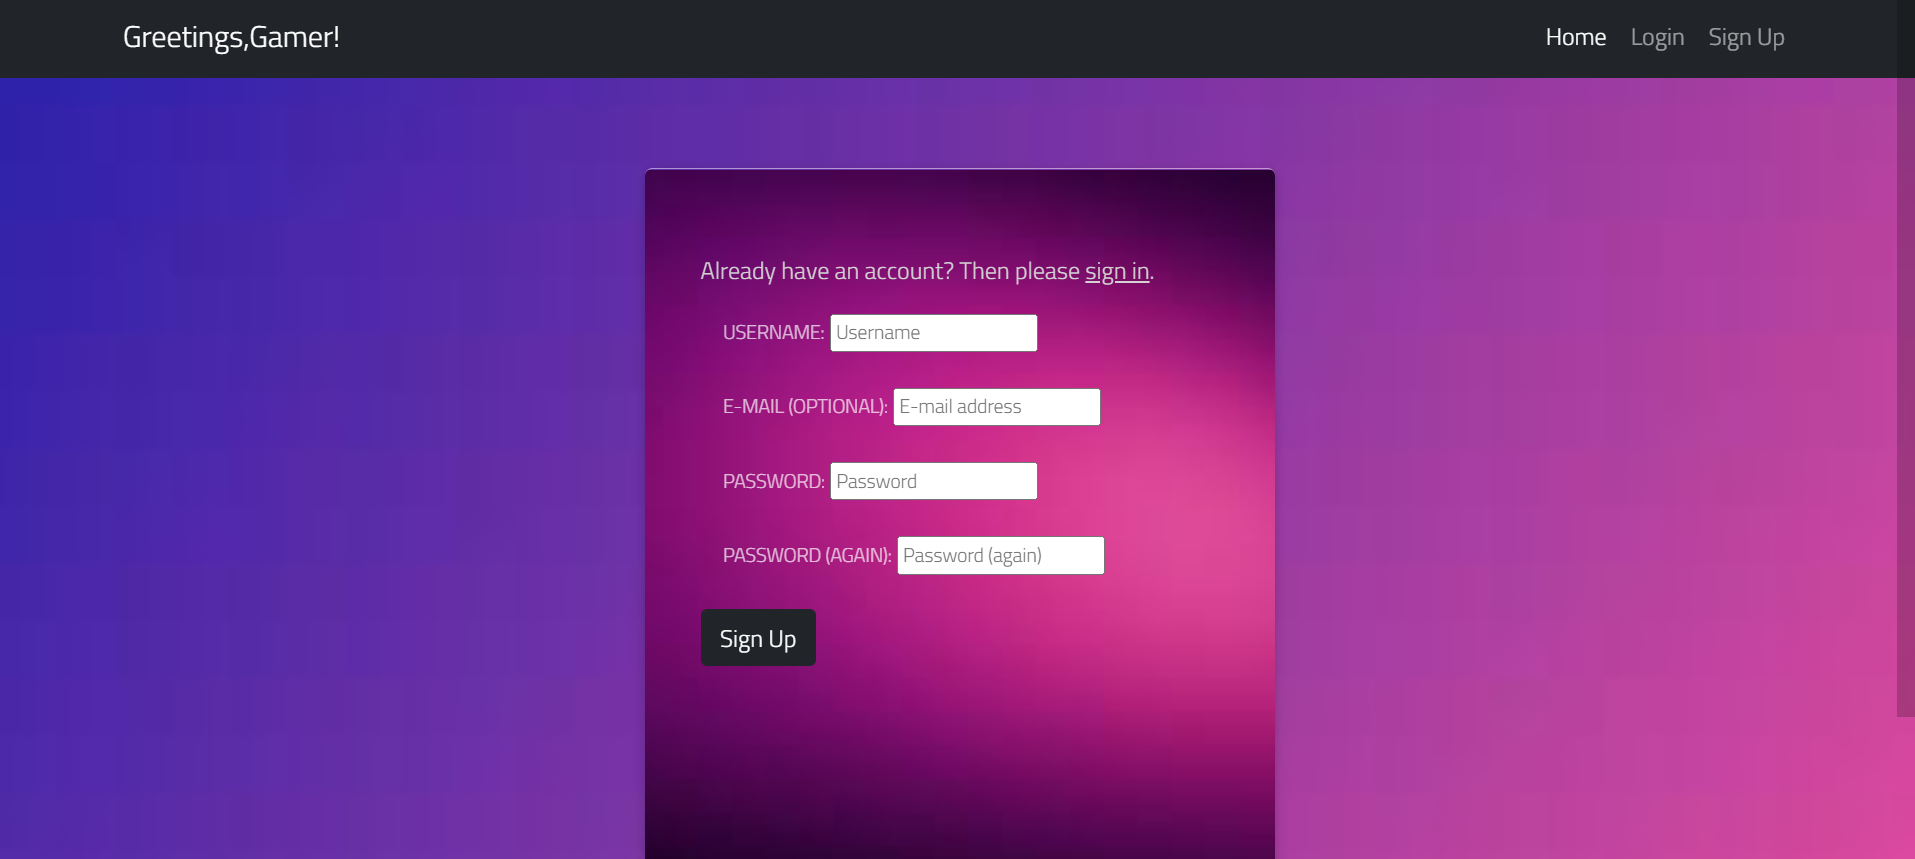 Greetings,Gamer!
Home Login Sign Up
Already have an account? Then please sign in.
USERNAME: Username
E-MAIL (OPTIONAL): E-mail address
PASSWORD: Password
PASSWORD (AGAIN): Password (again)
Sign Up